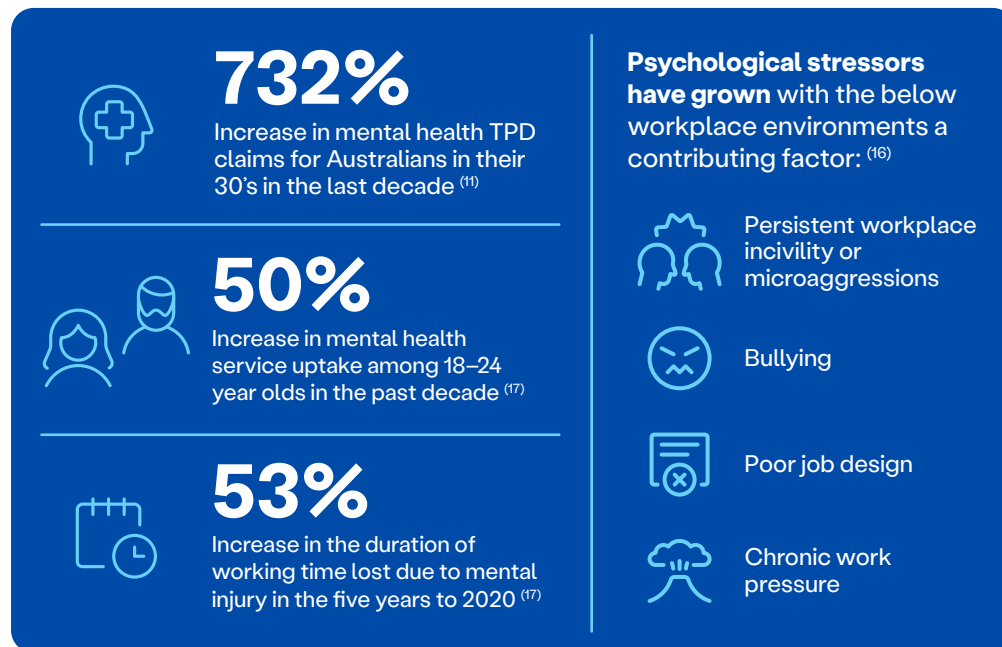 732%
Increase in mental health TPD
claims for Australians in their
30's in the last decade (11)
50%
Increase in mental health
service uptake among 18–24
year olds in the past decade (17)
53%
Increase in the duration of
working time lost due to mental
injury in the five years to 2020 (17)
Psychological stressors
have grown with the below
workplace environments a
contributing factor: (16)
Persistent workplace
incivility or
microaggressions
Bullying
Poor job design
Chronic work
pressure